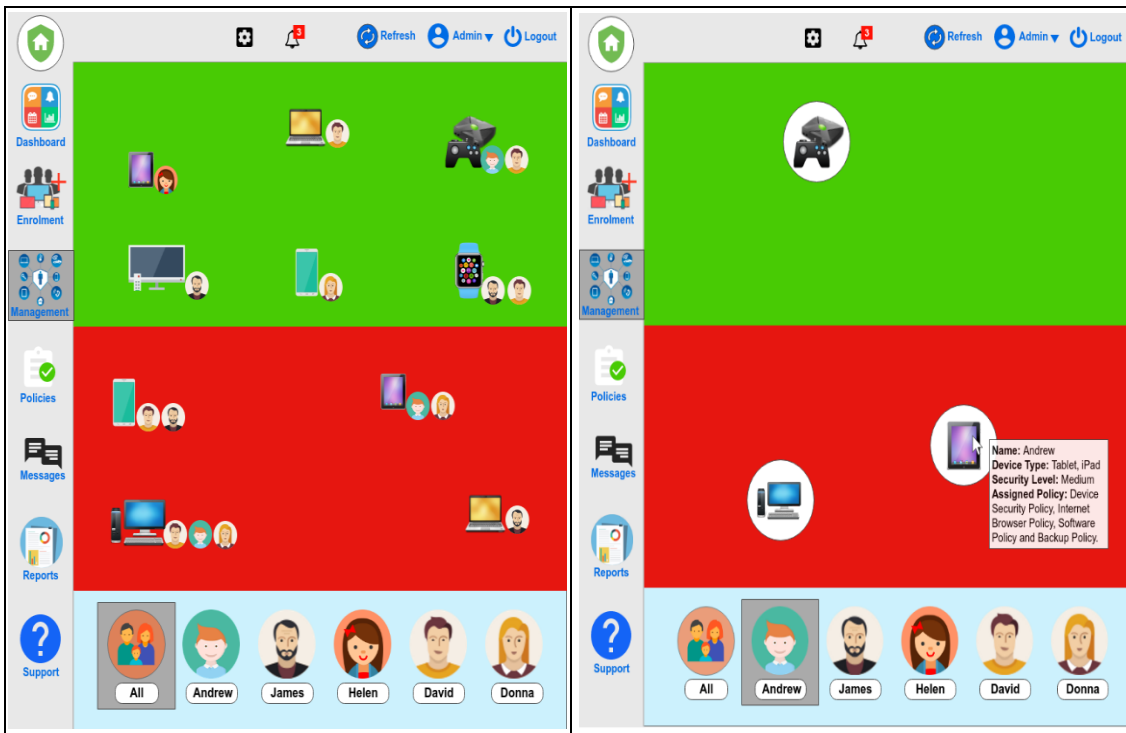 3
Refresh
Admin
Logout
Dashboard
Enrolment
Management
Policies
Messages
Reports
?
Support
All
Andrew
James
Helen
David
Donna
3
Refresh
Admin
Logout
Dashboard
Enrolment
Management
Policies
Messages
Reports
?
Support
Name: Andrew
Device Type: Tablet, iPad
Security Level: Medium
Assigned Policy: Device
Security Policy, Internet
Browser Policy, Software
Policy and Backup Policy.
All
Andrew
James
Helen
David
Donna